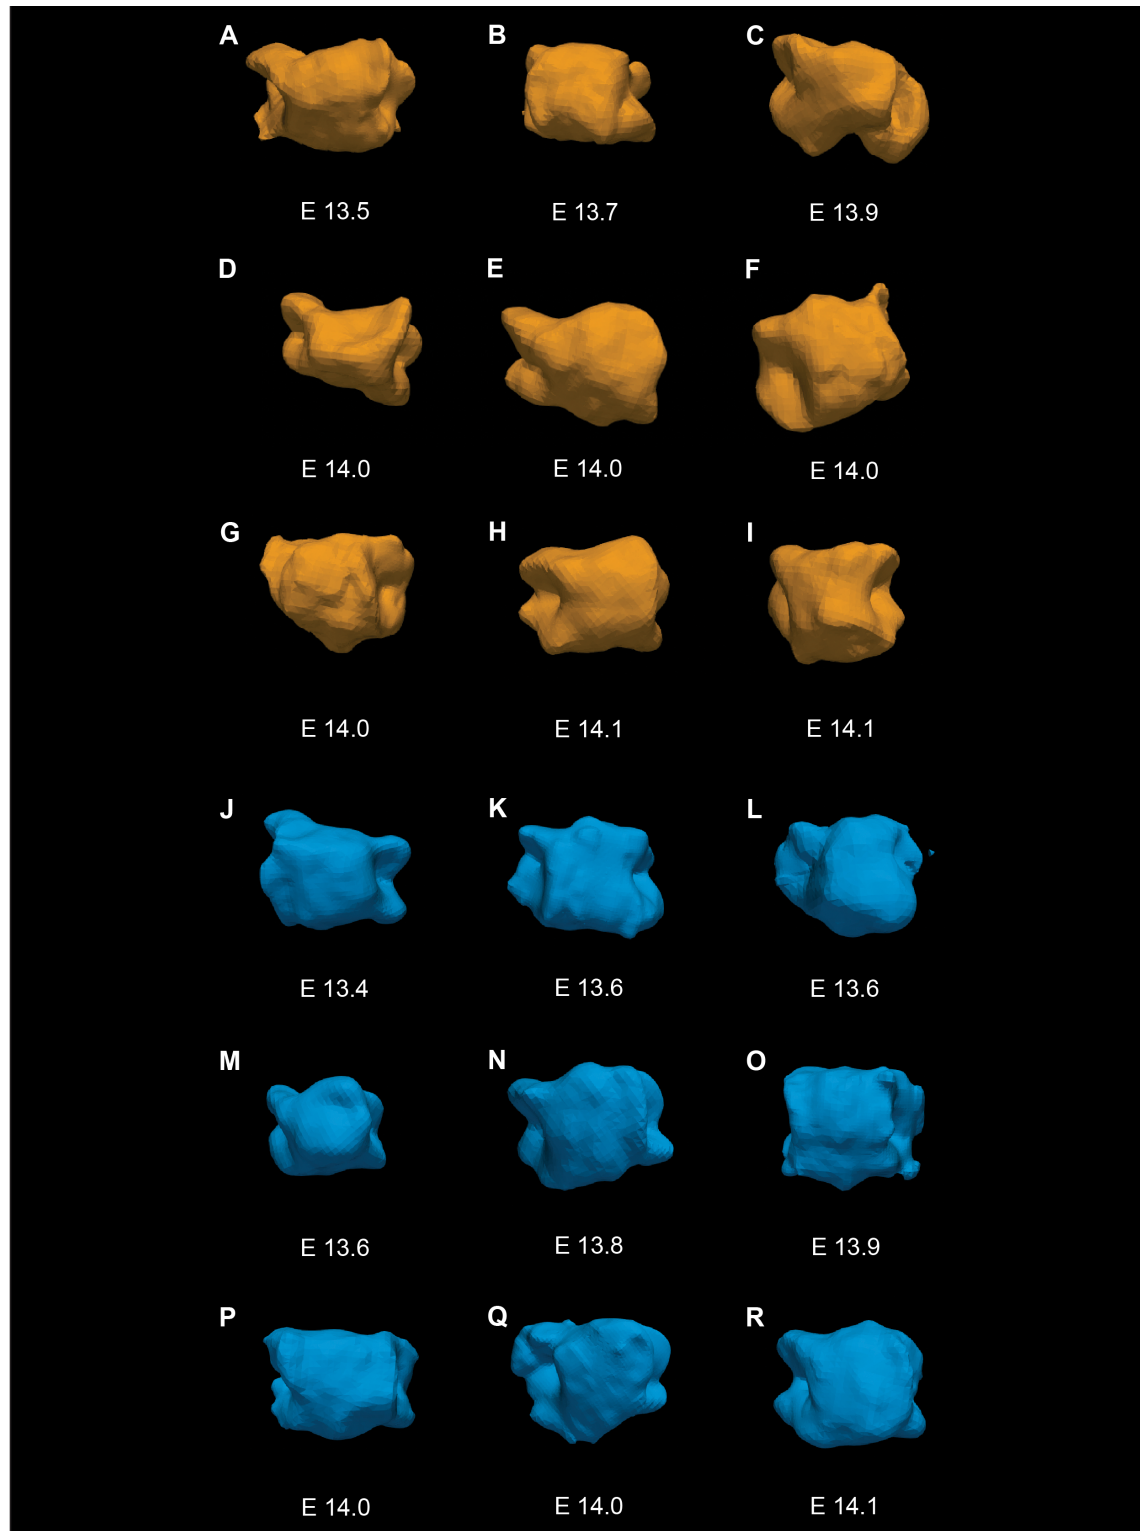 A B C
E 13.5 E 13.7 E 13.9
D E F
E 14.0 E 14.0 E 14.0
G H I
E 14.0 E 14.1 E 14.1
J K L
E 13.4 E 13.6 E 13.6
M N O
E 13.6 E 13.8 E 13.9
P Q R
E 14.0 E 14.0 E 14.1